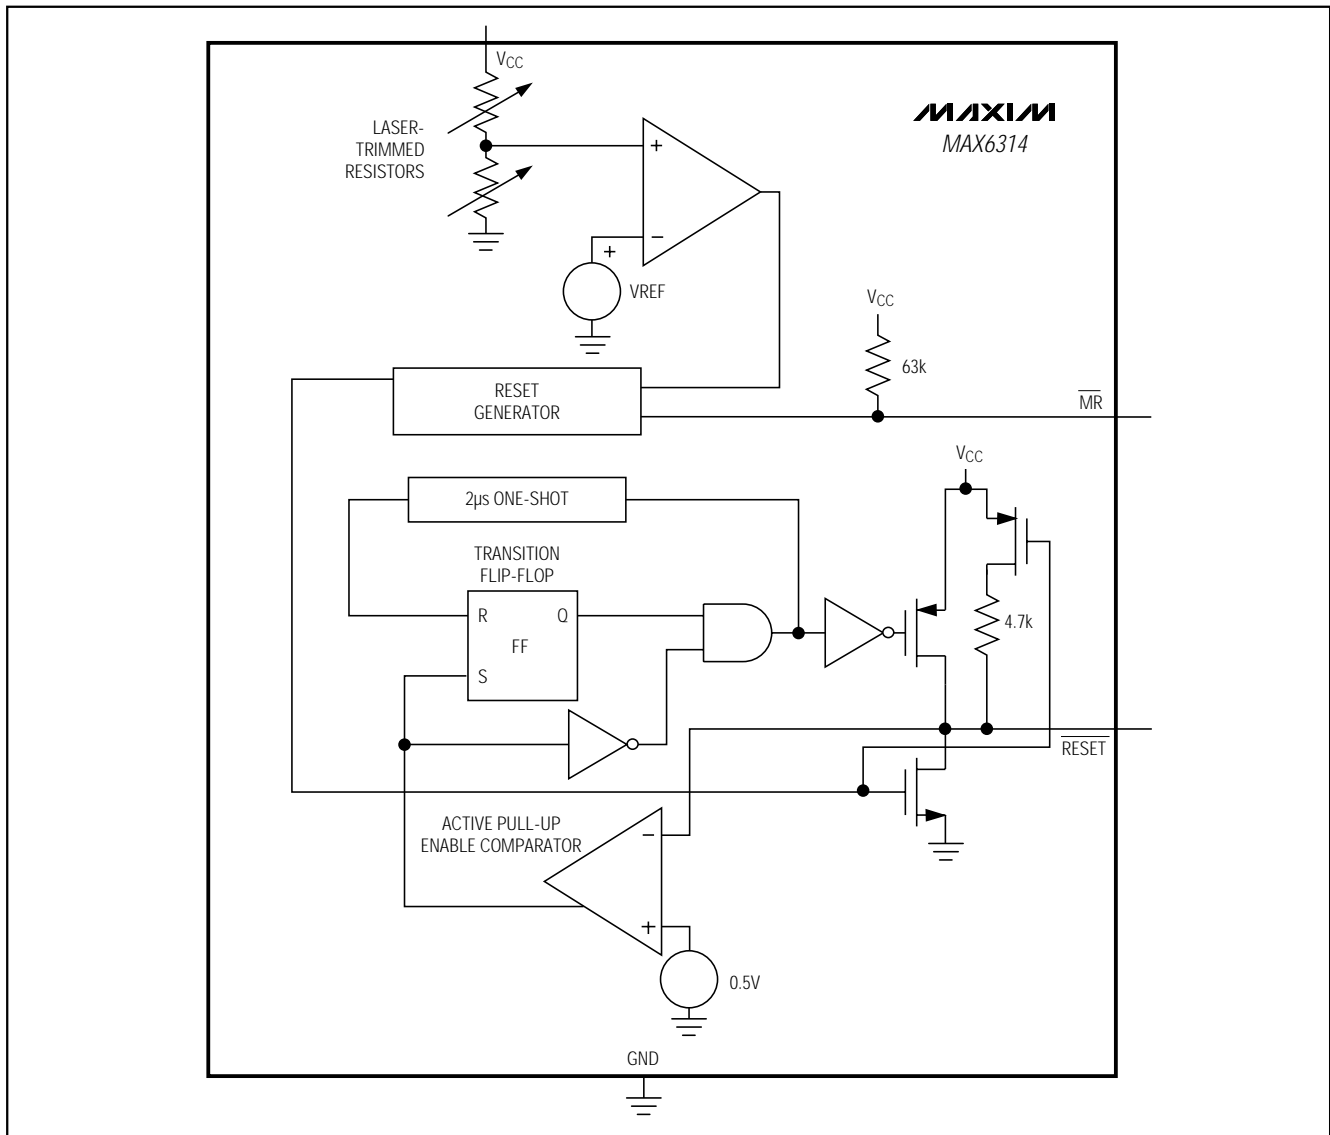 VCC
MAXIM
MAX6314
LASER-
TRIMMED
RESISTORS
+
−
+
VREF
VCC
63k
RESET
GENERATOR
MR
VCC
2µs ONE-SHOT
TRANSITION
FLIP-FLOP
R
Q
FF
S
4.7k
RESET
ACTIVE PULL-UP
ENABLE COMPARATOR
−
+
0.5V
GND